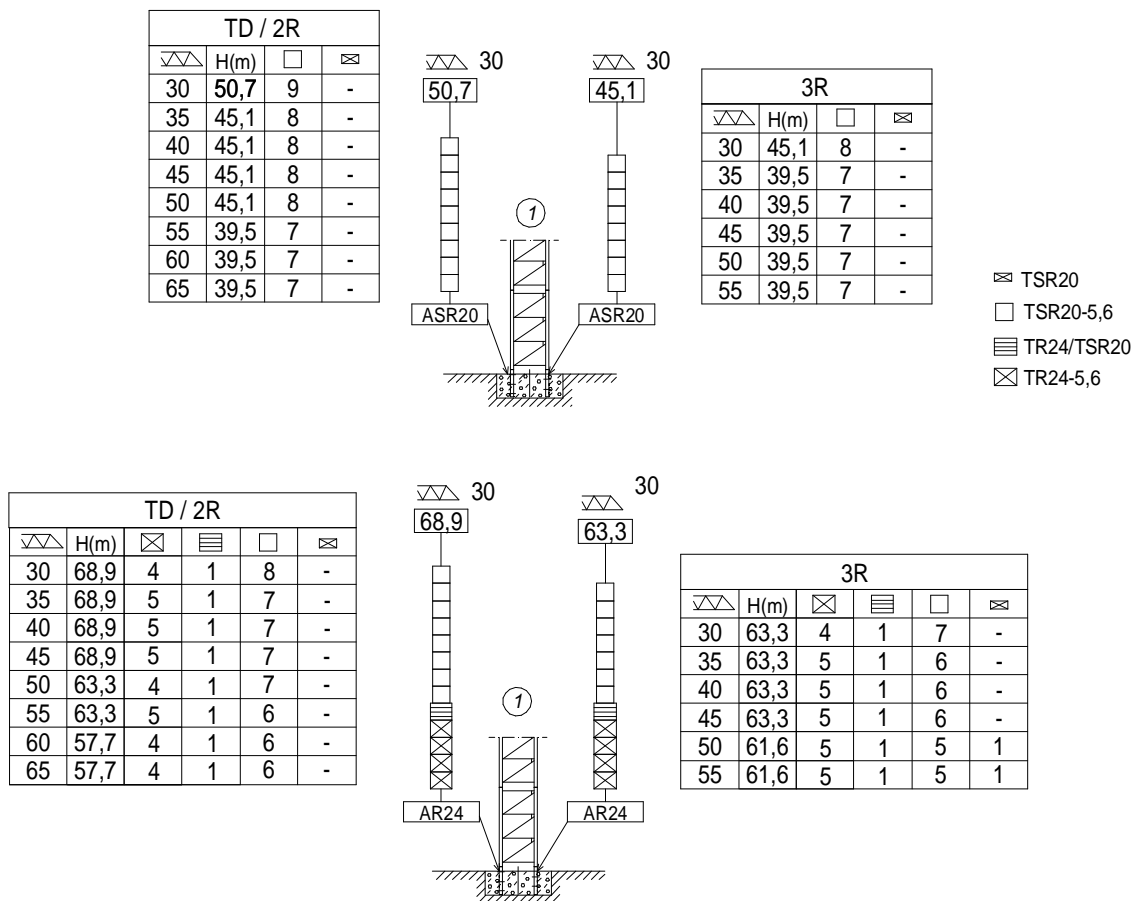 TD / 2R
H(m)
30 50,7 9 -
35 45,1 8 -
40 45,1 8 -
45 45,1 8 -
50 45,1 8 -
55 39,5 7 -
60 39,5 7 -
65 39,5 7 -
30
50,7
30
45,1
1
ASR20
ASR20
3R
H(m)
30 45,1 8 -
35 39,5 7 -
40 39,5 7 -
45 39,5 7 -
50 39,5 7 -
55 39,5 7 -
TSR20
TSR20-5,6
TR24/TSR20
TR24-5,6
TD / 2R
H(m)
30 68,9 4 1 8 -
35 68,9 5 1 7 -
40 68,9 5 1 7 -
45 68,9 5 1 7 -
50 63,3 4 1 7 -
55 63,3 5 1 6 -
60 57,7 4 1 6 -
65 57,7 4 1 6 -
30
68,9
30
63,3
1
AR24
AR24
3R
H(m)
30 63,3 4 1 7 -
35 63,3 5 1 6 -
40 63,3 5 1 6 -
45 63,3 5 1 6 -
50 61,6 5 1 5 1
55 61,6 5 1 5 1